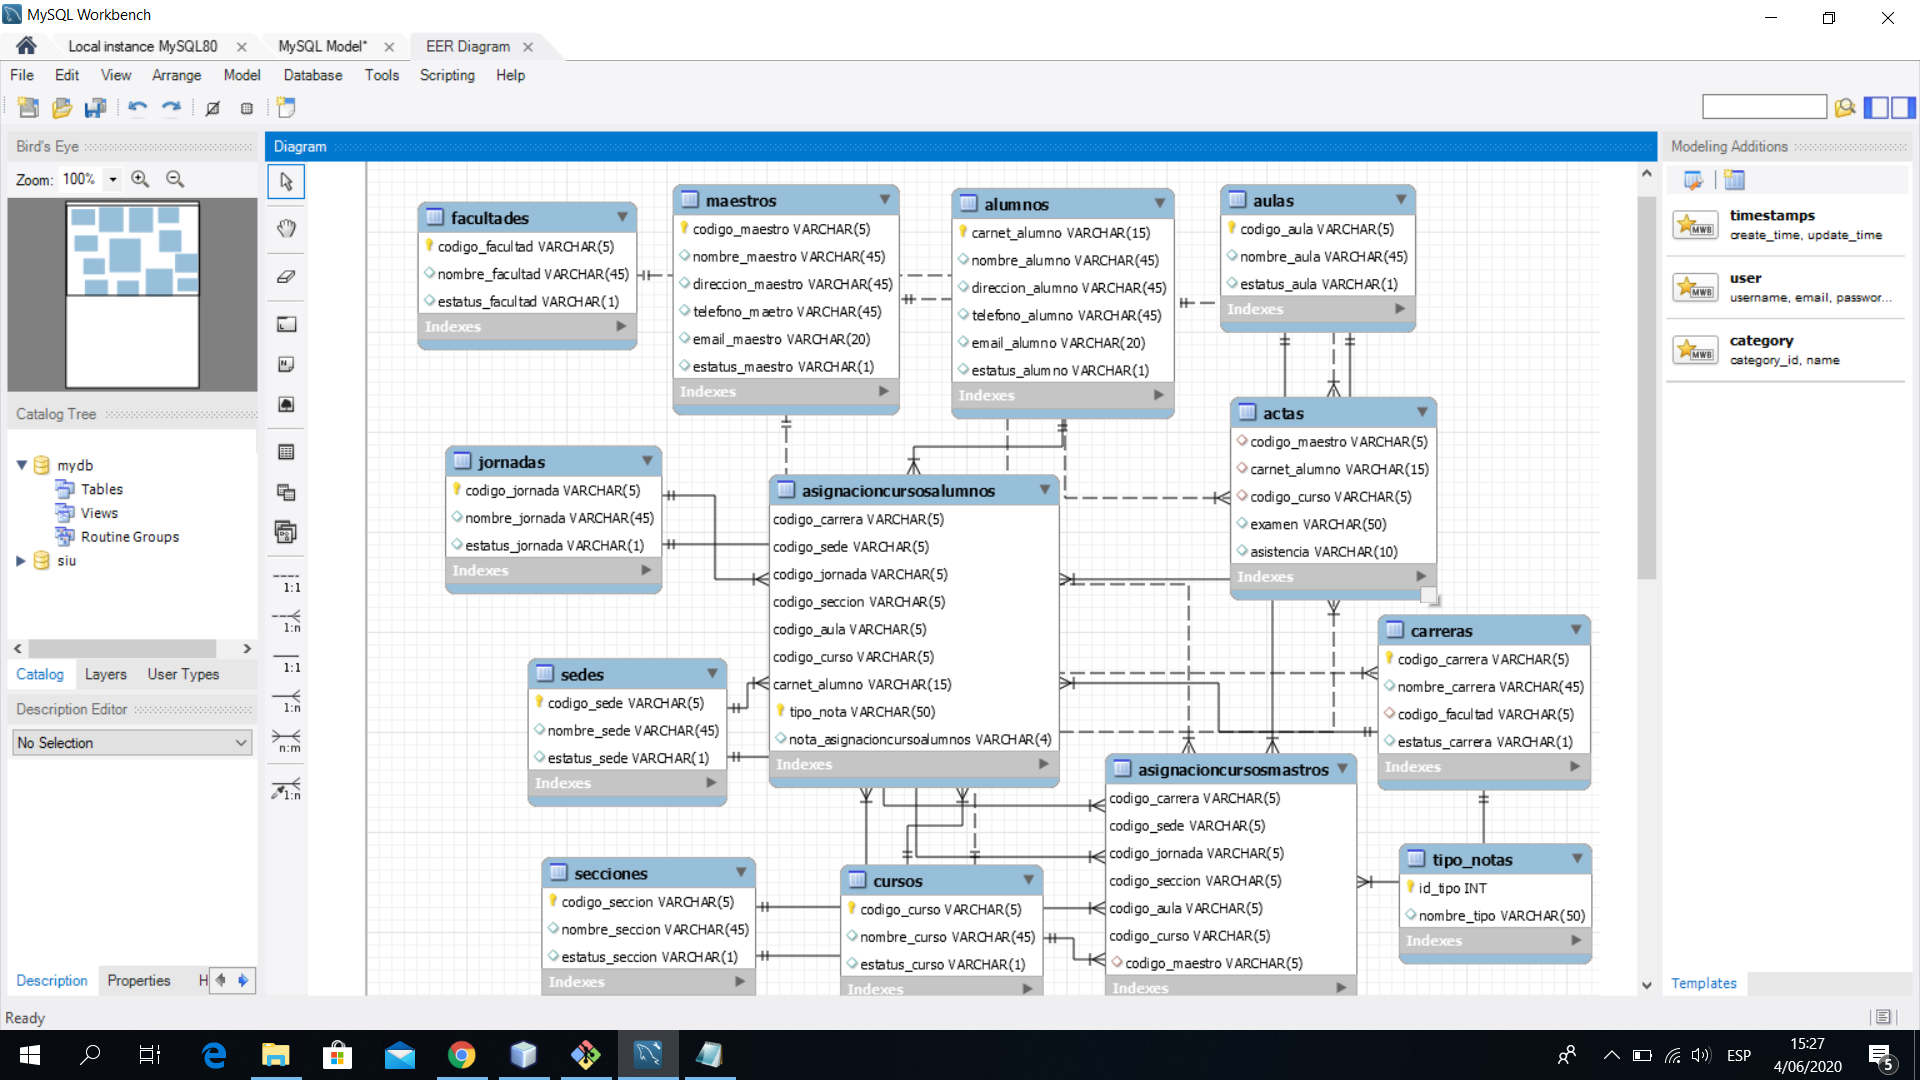 MySQL Workbench
Local instance MySQL80
MySQL Model*
EER Diagram
File Edit View Arrange Model Database Tools Scripting Help
Bird's Eye
Zoom: 100%
Catalog Tree
mydb
Tables
Views
Routine Groups
siu
Catalog Layers User Types
Description Editor
No Selection
Description Properties H
Ready
Diagram
1:1
1:n
1:1
1:n
n:m
1:n
facultades
codigo_facultad VARCHAR(5)
nombre_facultad VARCHAR(45)
estatus_facultad VARCHAR(1)
Indexes
maestros
codigo_maestro VARCHAR(5)
nombre_maestro VARCHAR(45)
direccion_maestro VARCHAR(45)
telefono_maetro VARCHAR(45)
email_maestro VARCHAR(20)
estatus_maestro VARCHAR(1)
Indexes
alumnos
carnet_alumno VARCHAR(15)
nombre_alumno VARCHAR(45)
direccion_alumno VARCHAR(45)
telefono_alumno VARCHAR(45)
email_alumno VARCHAR(20)
estatus_alumno VARCHAR(1)
Indexes
aulas
codigo_aula VARCHAR(5)
nombre_aula VARCHAR(45)
estatus_aula VARCHAR(1)
Indexes
actas
codigo_maestro VARCHAR(5)
carnet_alumno VARCHAR(15)
codigo_curso VARCHAR(5)
examen VARCHAR(50)
asistencia VARCHAR(10)
Indexes
jornadas
codigo_jornada VARCHAR(5)
nombre_jornada VARCHAR(45)
estatus_jornada VARCHAR(1)
Indexes
asignacioncursosalumnos
codigo_carrera VARCHAR(5)
codigo_sede VARCHAR(5)
codigo_jornada VARCHAR(5)
codigo_seccion VARCHAR(5)
codigo_aula VARCHAR(5)
codigo_curso VARCHAR(5)
carnet_alumno VARCHAR(15)
tipo_nota VARCHAR(50)
nota_asignacioncursoalumnos VARCHAR(4)
Indexes
sedes
codigo_sede VARCHAR(5)
nombre_sede VARCHAR(45)
estatus_sede VARCHAR(1)
Indexes
carreras
codigo_carrera VARCHAR(5)
nombre_carrera VARCHAR(45)
codigo_facultad VARCHAR(5)
estatus_carrera VARCHAR(1)
Indexes
asignacioncursosmastros
codigo_carrera VARCHAR(5)
codigo_sede VARCHAR(5)
codigo_jornada VARCHAR(5)
codigo_seccion VARCHAR(5)
codigo_aula VARCHAR(5)
codigo_curso VARCHAR(5)
codigo_maestro VARCHAR(5)
Indexes
tipo_notas
id_tipo INT
nombre_tipo VARCHAR(50)
Indexes
secciones
codigo_seccion VARCHAR(5)
nombre_seccion VARCHAR(45)
estatus_seccion VARCHAR(1)
Indexes
cursos
codigo_curso VARCHAR(5)
nombre_curso VARCHAR(45)
estatus_curso VARCHAR(1)
Indexes
Modeling Additions
MWB
timestamps
create_time, update_time
MWB
user
username, email, passwor...
MWB
category
category_id, name
Templates
ESP
15:27
4/06/2020
5